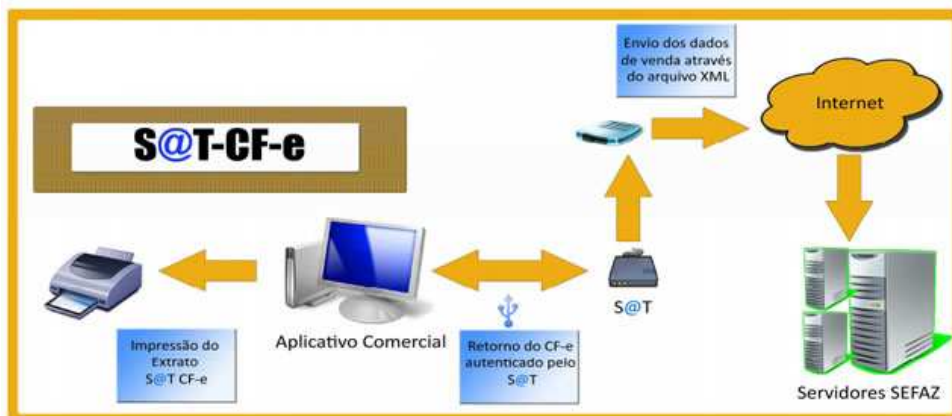 Envio dos dados
de venda através
do arquivo XML
Internet
S@T-CF-e
S@T
Aplicativo Comercial
Impressão do
Extrato
S@T CF-e
Retorno do CF-e
autenticado pelo
S@T
Servidores SEFAZ